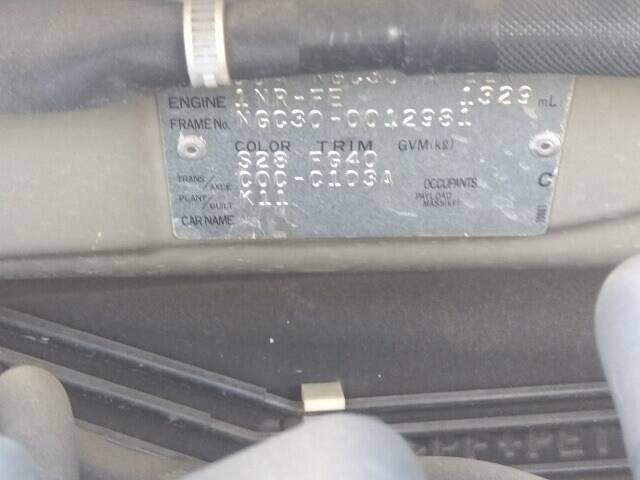 ENGINE 1NR-FE 1329 mL
FRAME No. NGC30-0012981
COLOR TRIM GVM(kg)
S28 FG40
TRANS/AXLE C00-C103A OCCUPANTS C
PLANT/BUILT K11 PAYLOAD MASS(kg)
CAR NAME